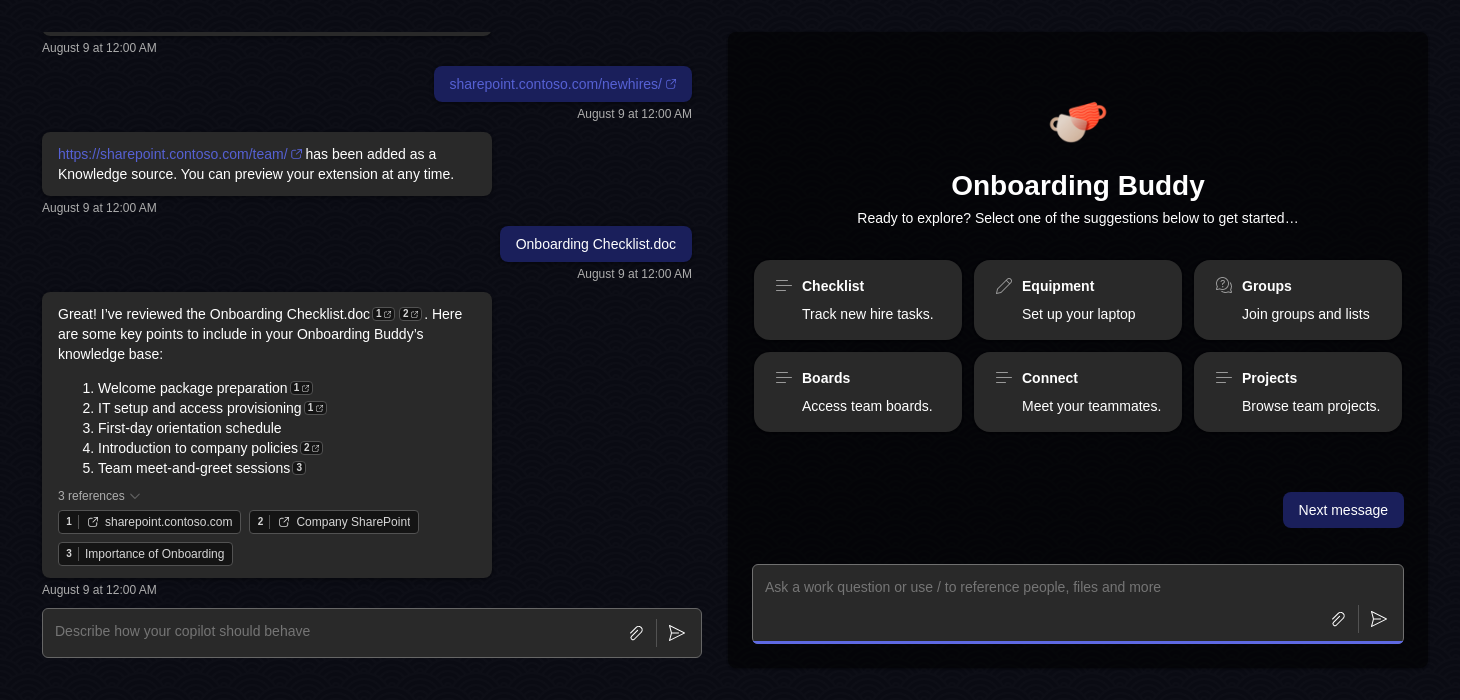 August 9 at 12:00 AM
sharepoint.contoso.com/newhires/
August 9 at 12:00 AM
https://sharepoint.contoso.com/team/ has been added as a
Knowledge source. You can preview your extension at any time.
August 9 at 12:00 AM
Onboarding Checklist.doc
August 9 at 12:00 AM
Great! I’ve reviewed the Onboarding Checklist.doc 1 2 . Here
are some key points to include in your Onboarding Buddy’s
knowledge base:
1. Welcome package preparation 1
2. IT setup and access provisioning 1
3. First-day orientation schedule
4. Introduction to company policies 2
5. Team meet-and-greet sessions 3
3 references
1 sharepoint.contoso.com 2 Company SharePoint
3 Importance of Onboarding
August 9 at 12:00 AM
Describe how your copilot should behave
Onboarding Buddy
Ready to explore? Select one of the suggestions below to get started…
Checklist
Track new hire tasks.
Equipment
Set up your laptop
Groups
Join groups and lists
Boards
Access team boards.
Connect
Meet your teammates.
Projects
Browse team projects.
Next message
Ask a work question or use / to reference people, files and more